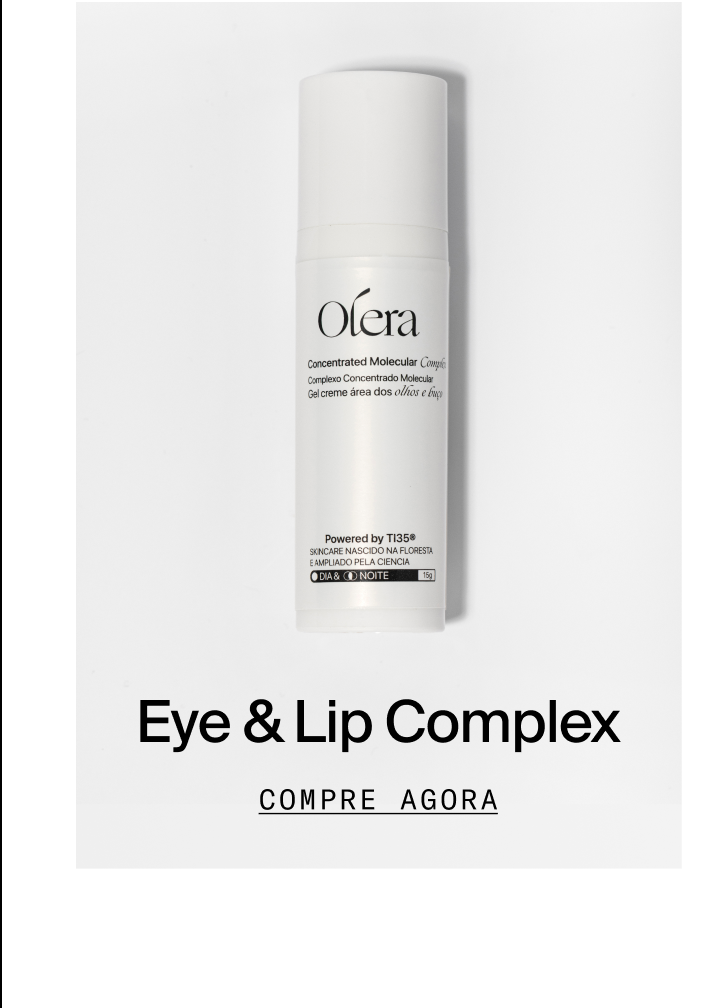 Olera
Concentrated Molecular Complex
Complexo Concentrado Molecular
Gel creme área dos olhos e buço
Powered by TI35®
SKINCARE NASCIDO NA FLORESTA
E AMPLIADO PELA CIENCIA
DIA & NOITE 15g
Eye & Lip Complex
COMPRE AGORA